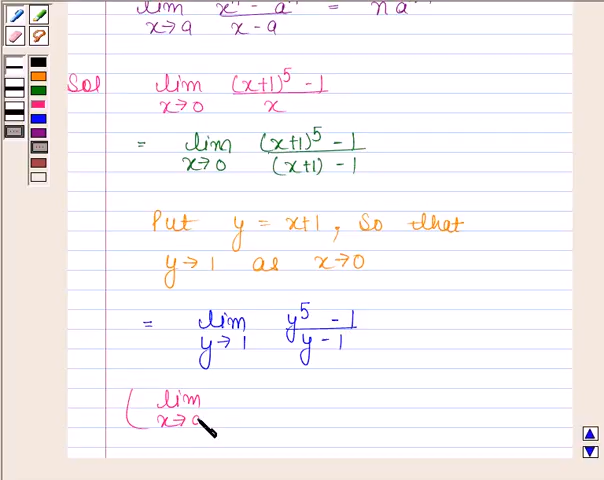 lim xⁿ - aⁿ = naⁿ⁻¹
x→a x - a
Sol lim (x+1)⁵ - 1
x→0 x
= lim (x+1)⁵ - 1
x→0 (x+1) - 1
Put y = x+1, So that
y→1 as x→0
= lim y⁵ - 1
y→1 y - 1
( lim
x→a